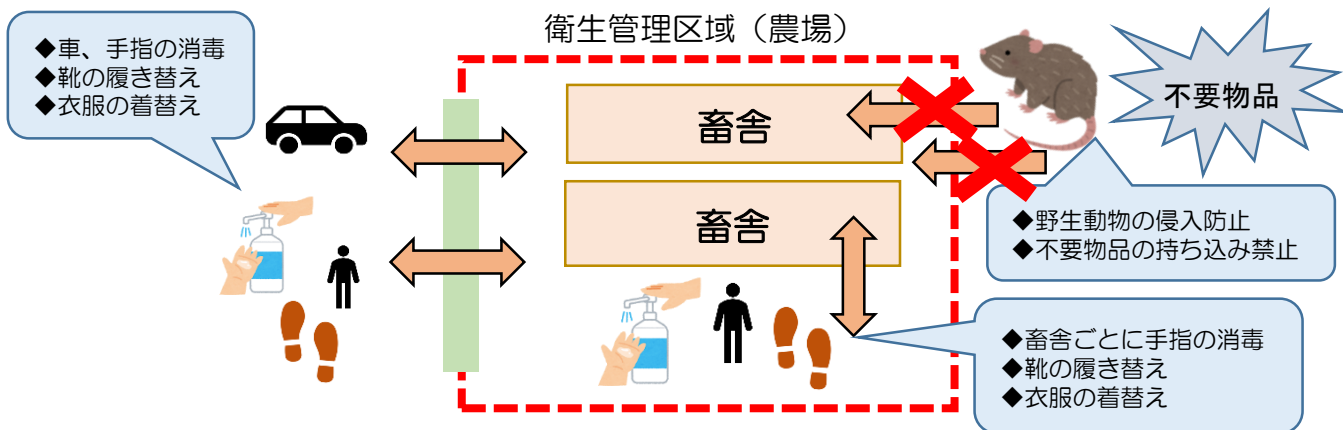 衛生管理区域（農場）
◆車、手指の消毒
◆靴の履き替え
◆衣服の着替え
不要物品
畜舎
畜舎
◆野生動物の侵入防止
◆不要物品の持ち込み禁止
◆畜舎ごとに手指の消毒
◆靴の履き替え
◆衣服の着替え